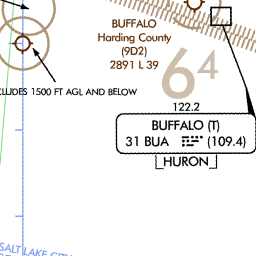 BUFFALO
Harding County
(9D2)
2891 L 39
64
CLUDES 1500 FT AGL AND BELOW
122.2
BUFFALO (T)
31 BUA (109.4)
HURON
SALT LAKE CITY